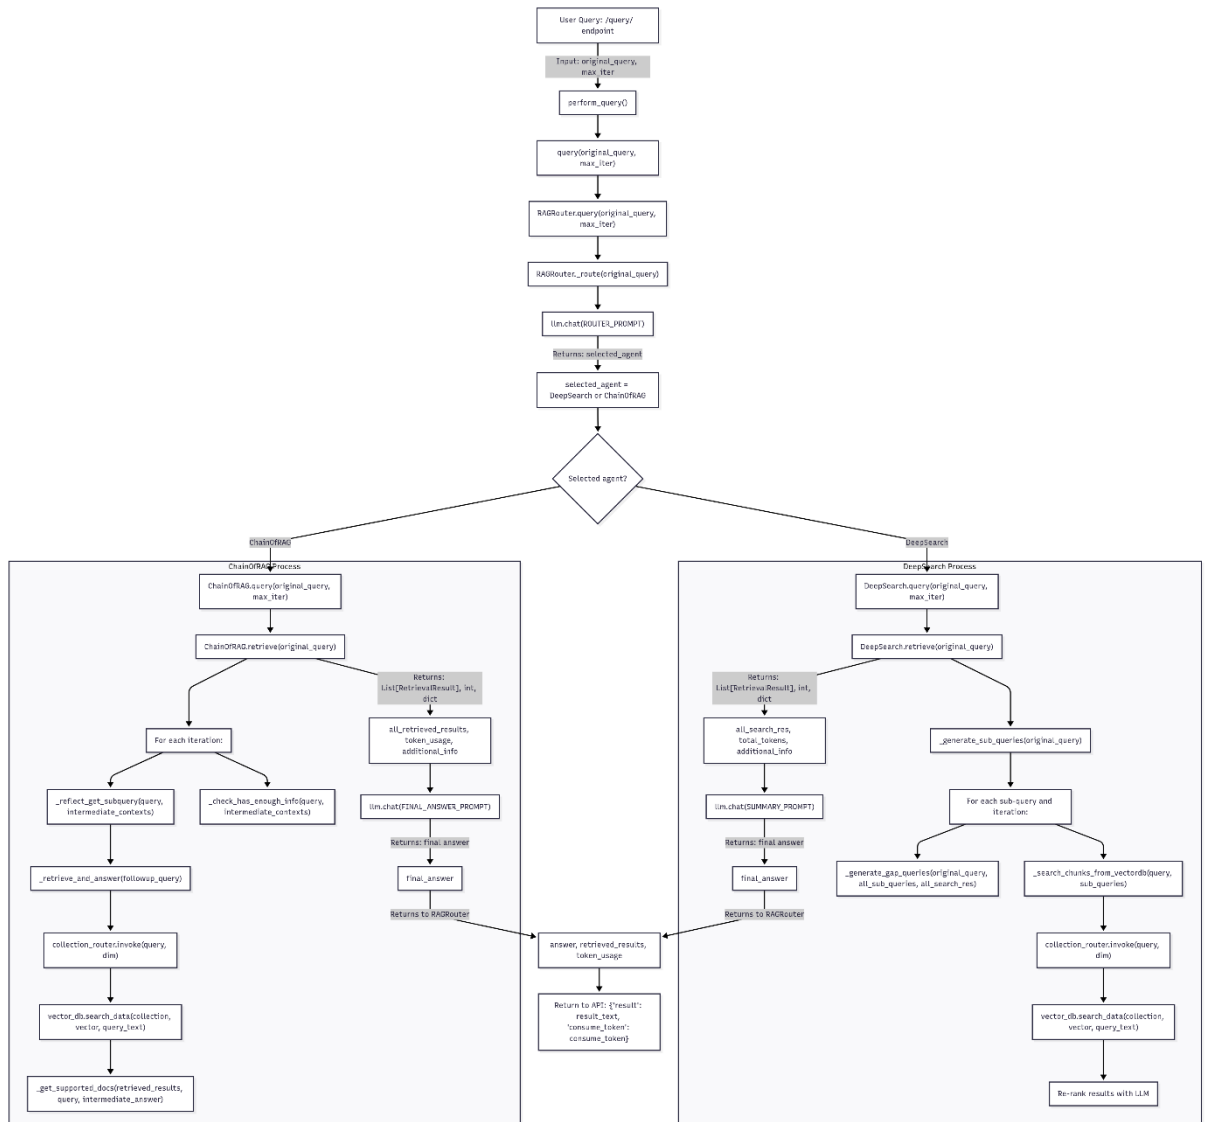 User Query: /query/
endpoint
Input: original_query,
max_iter
perform_query()
query(original_query,
max_iter)
RAGRouter.query(original_query,
max_iter)
RAGRouter._route(original_query)
llm.chat(ROUTER_PROMPT)
Returns: selected_agent
selected_agent =
DeepSearch or ChainOfRAG
Selected agent?
ChainOfRAG
ChainOfRAG Process
ChainOfRAG.query(original_query,
max_iter)
ChainOfRAG.retrieve(original_query)
Returns:
List[RetrievalResult], int,
dict
For each iteration:
all_retrieved_results,
token_usage,
additional_info
_reflect_get_subquery(query,
intermediate_contexts)
_check_has_enough_info(query,
intermediate_contexts)
llm.chat(FINAL_ANSWER_PROMPT)
Returns: final answer
_retrieve_and_answer(followup_query)
final_answer
Returns to RAGRouter
collection_router.invoke(query,
dim)
vector_db.search_data(collection,
vector, query_text)
_get_supported_docs(retrieved_results,
query, intermediate_answer)
DeepSearch
DeepSearch Process
DeepSearch.query(original_query,
max_iter)
DeepSearch.retrieve(original_query)
Returns:
List[RetrievalResult], int,
dict
all_search_res,
total_tokens,
additional_info
_generate_sub_queries(original_query)
llm.chat(SUMMARY_PROMPT)
For each sub-query and
iteration:
Returns: final answer
final_answer
_generate_gap_queries(original_query,
all_sub_queries, all_search_res)
_search_chunks_from_vectordb(query,
sub_queries)
Returns to RAGRouter
collection_router.invoke(query,
dim)
vector_db.search_data(collection,
vector, query_text)
Re-rank results with LLM
answer, retrieved_results,
token_usage
Return to API: {'result':
result_text,
'consume_token':
consume_token}